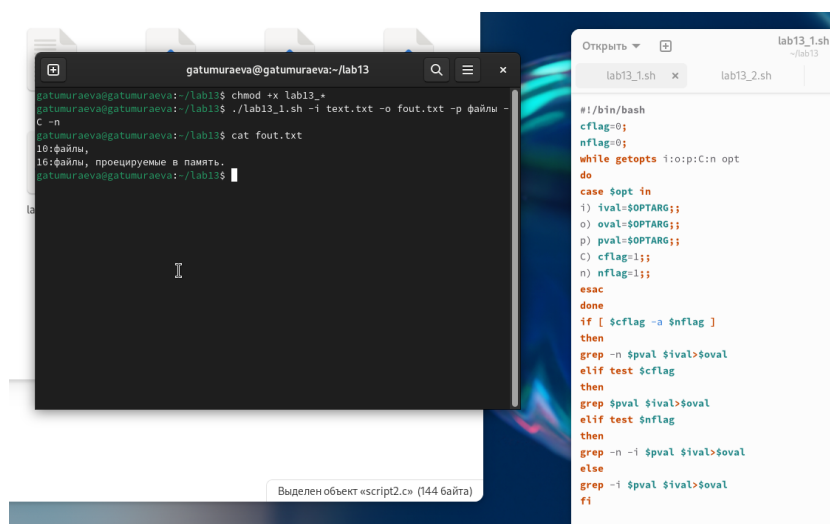 gatumuraeva@gatumuraeva:~/lab13
gatumuraeva@gatumuraeva:~/lab13$ chmod +x lab13_*
gatumuraeva@gatumuraeva:~/lab13$ ./lab13_1.sh -i text.txt -o fout.txt -p файлы -
C -n
gatumuraeva@gatumuraeva:~/lab13$ cat fout.txt
10:файлы,
16:файлы, проецируемые в память.
gatumuraeva@gatumuraeva:~/lab13$
la
Выделен объект «script2.c» (144 байта)
Открыть
lab13_1.sh
~/lab13
lab13_1.sh
lab13_2.sh
#!/bin/bash
cflag=0;
nflag=0;
while getopts i:o:p:C:n opt
do
case $opt in
i) ival=$OPTARG;;
o) oval=$OPTARG;;
p) pval=$OPTARG;;
C) cflag=1;;
n) nflag=1;;
esac
done
if [ $cflag -a $nflag ]
then
grep -n $pval $ival>$oval
elif test $cflag
then
grep $pval $ival>$oval
elif test $nflag
then
grep -n -i $pval $ival>$oval
else
grep -i $pval $ival>$oval
fi